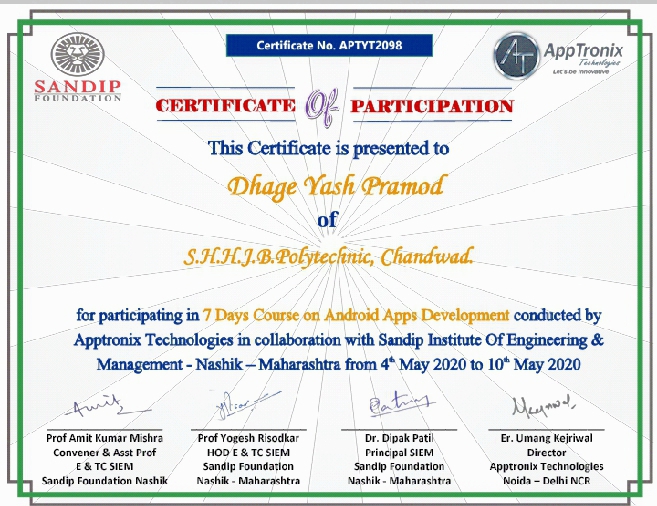 Certificate No. APTYT2098
SANDIP
FOUNDATION
AppTronix
Technologies
Let's be innovative
CERTIFICATE Of PARTICIPATION
This Certificate is presented to
Dhage Yash Pramod
of
S.H.H.J.B.Polytechnic, Chandwad.
for participating in 7 Days Course on Android Apps Development conducted by
Apptronix Technologies in collaboration with Sandip Institute Of Engineering &
Management - Nashik – Maharashtra from 4th May 2020 to 10th May 2020
Prof Amit Kumar Mishra
Convener & Asst Prof
E & TC SIEM
Sandip Foundation Nashik
Prof Yogesh Risodkar
HOD E & TC SIEM
Sandip Foundation
Nashik - Maharashtra
Dr. Dipak Patil
Principal SIEM
Sandip Foundation
Nashik - Maharashtra
Er. Umang Kejriwal
Director
Apptronix Technologies
Noida – Delhi NCR